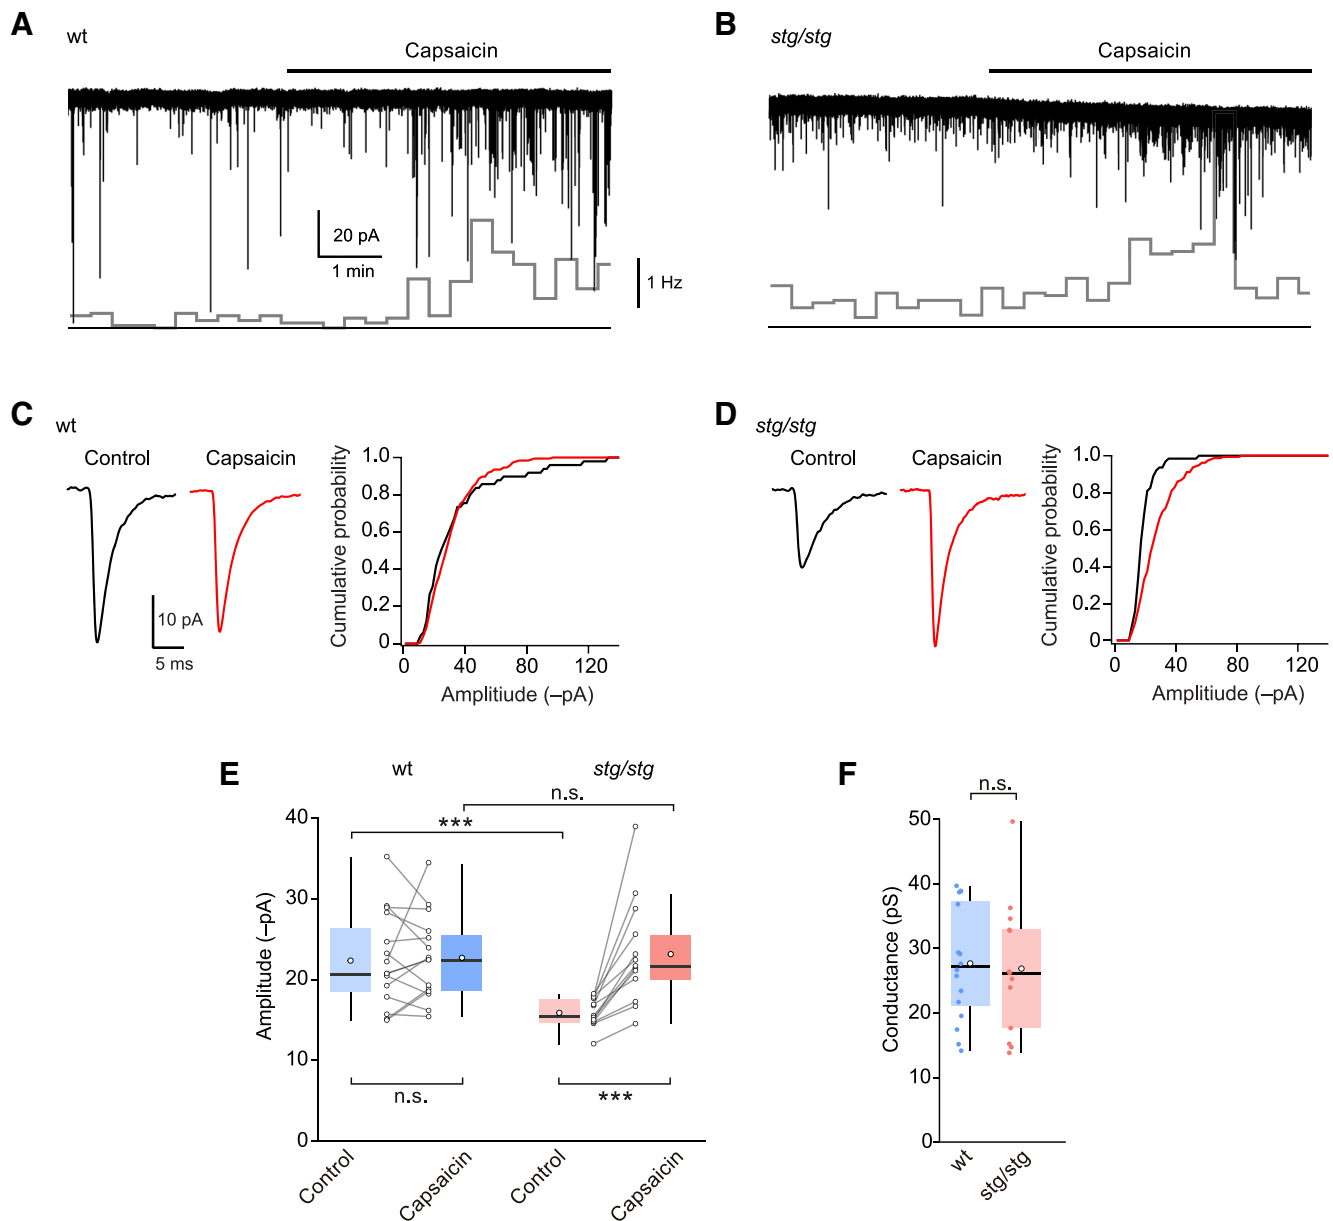 A
wt
Capsaicin
20 pA
1 min
1 Hz
B
stg/stg
Capsaicin
C
wt
Control
Capsaicin
10 pA
5 ms
Cumulative probability
1.0
0.8
0.6
0.4
0.2
0
0 40 80 120
Amplitiude (–pA)
D
stg/stg
Control
Capsaicin
Cumulative probability
1.0
0.8
0.6
0.4
0.2
0
0 40 80 120
Amplitiude (–pA)
E
wt
stg/stg
n.s.
***
Amplitude (–pA)
40
30
20
10
0
n.s.
***
Control
Capsaicin
Control
Capsaicin
F
n.s.
Conductance (pS)
50
40
30
20
10
0
wt
stg/stg